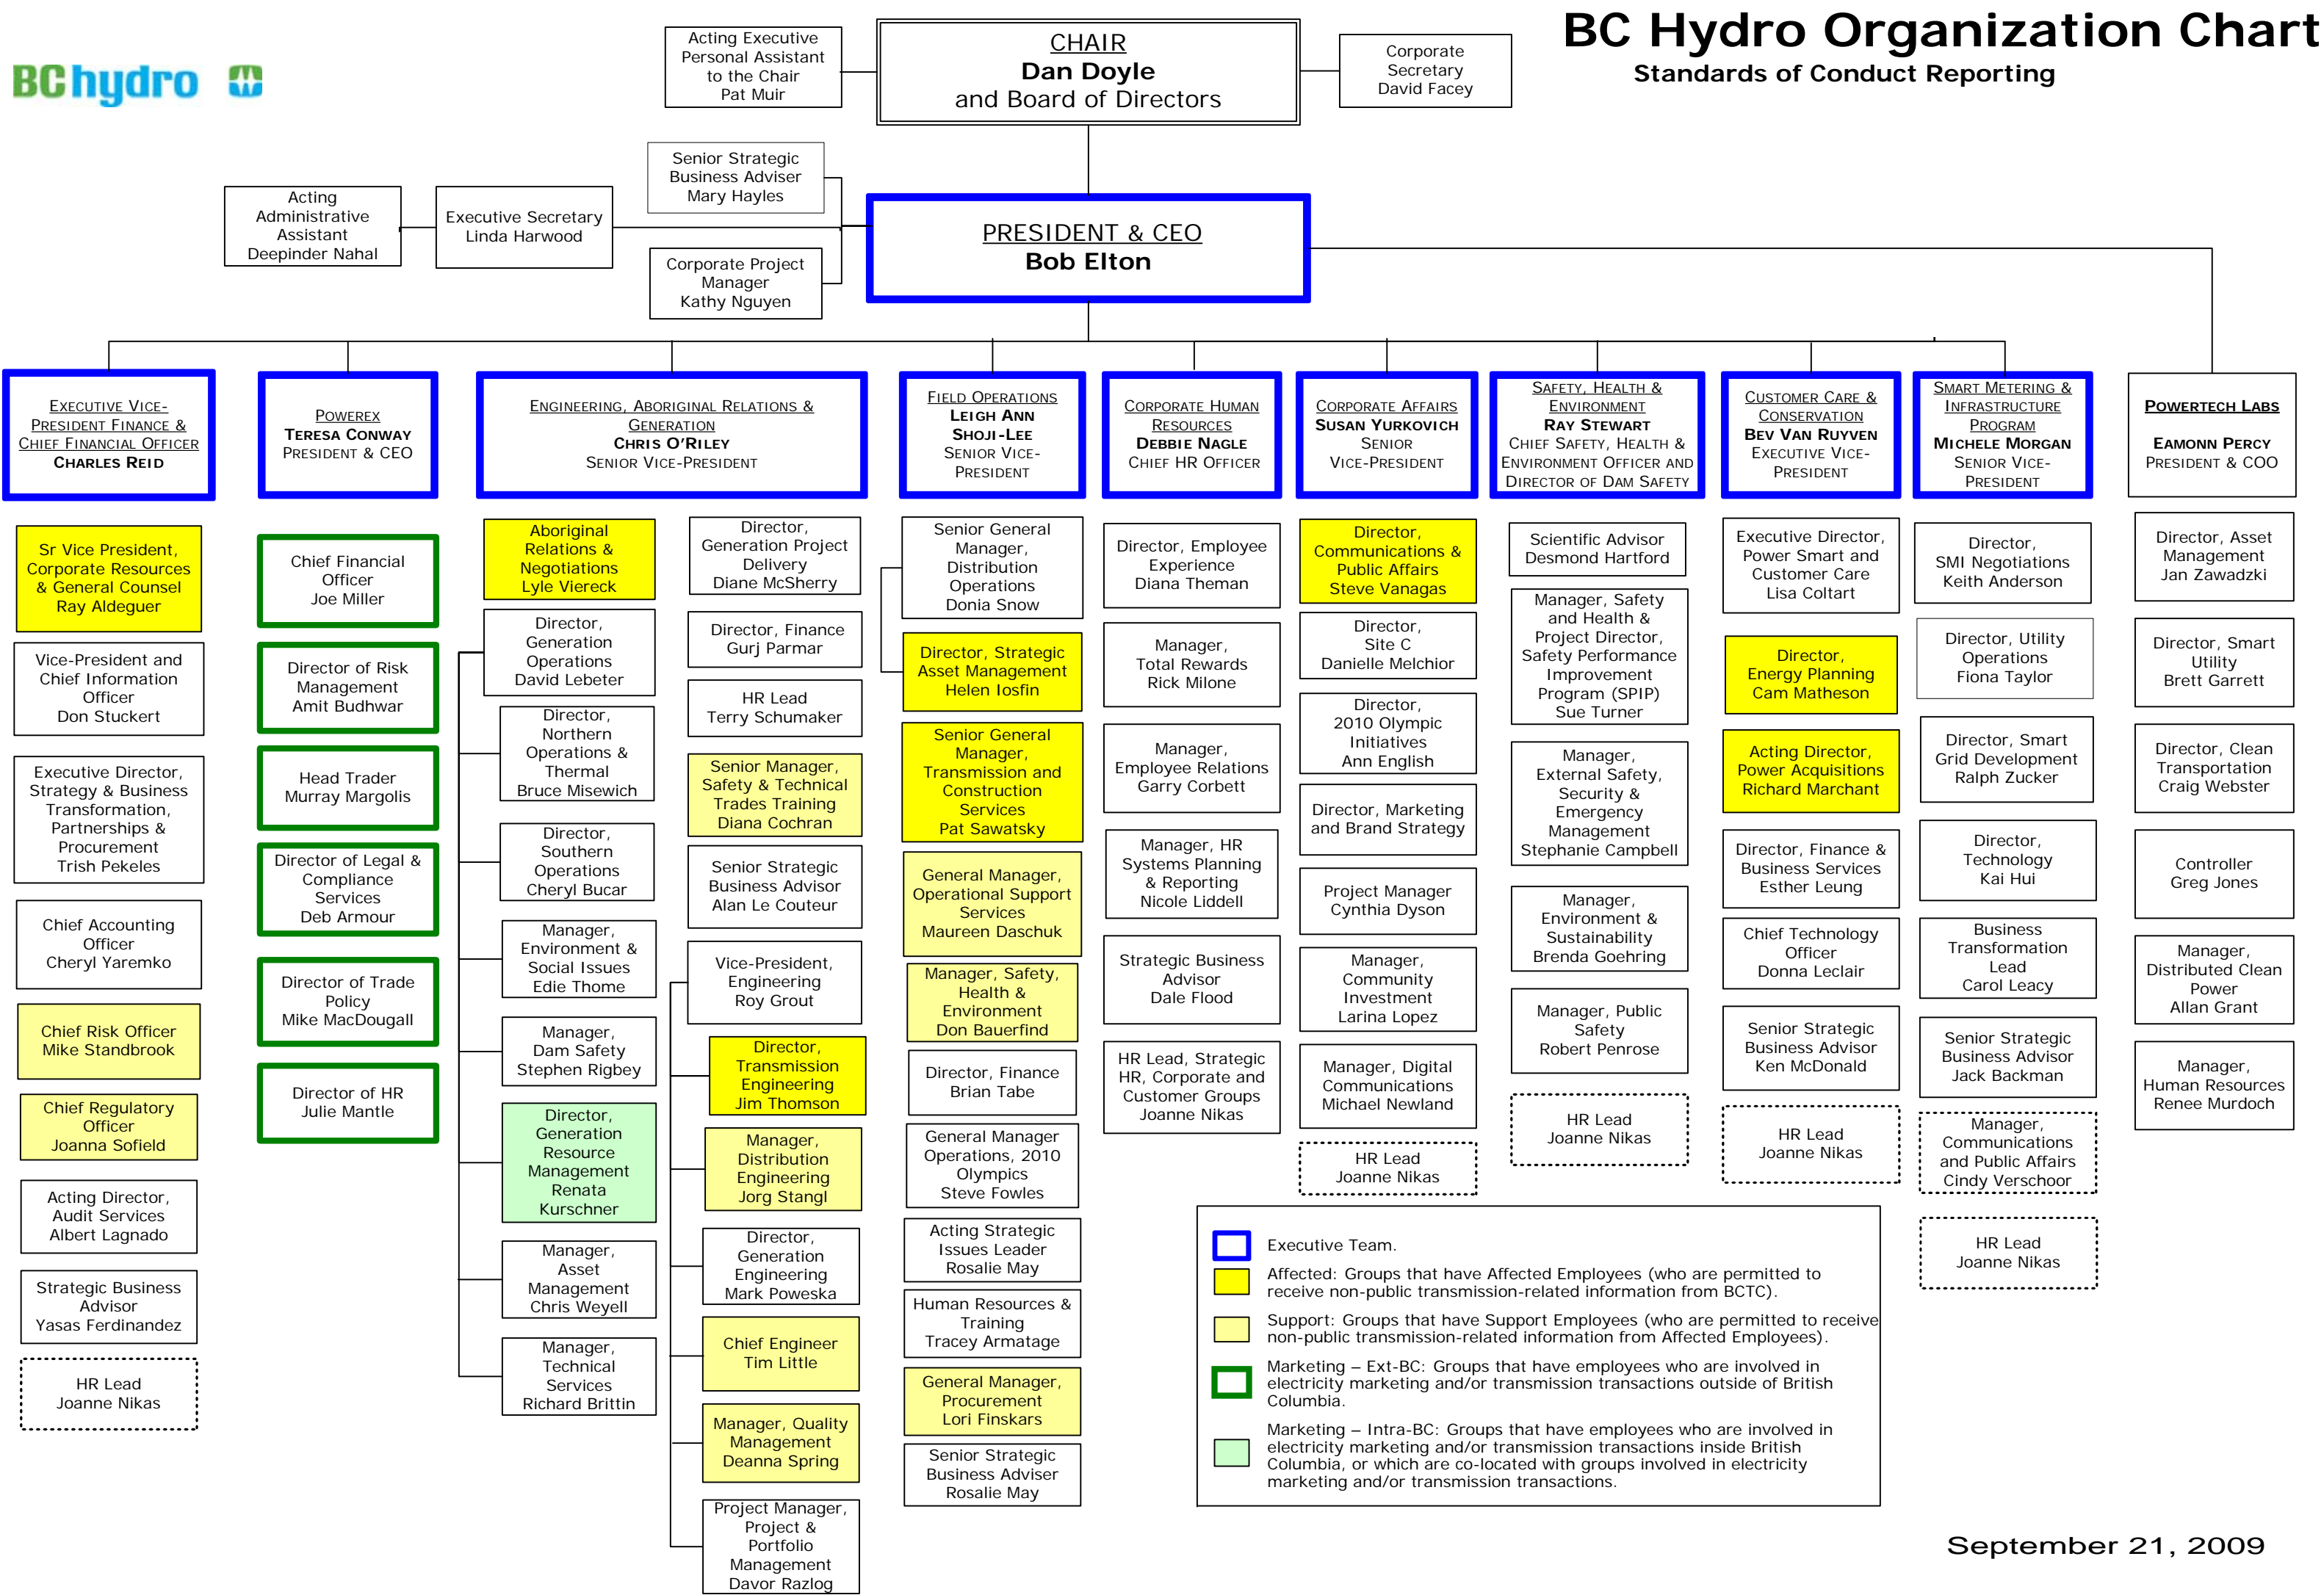 BC Hydro Organization Chart
Standards of Conduct Reporting
BChydro
Acting Executive
Personal Assistant
to the Chair
Pat Muir
CHAIR
Dan Doyle
and Board of Directors
Corporate
Secretary
David Facey
Senior Strategic
Business Adviser
Mary Hayles
Acting
Administrative
Assistant
Deepinder Nahal
Executive Secretary
Linda Harwood
Corporate Project
Manager
Kathy Nguyen
PRESIDENT & CEO
Bob Elton
EXECUTIVE VICE-
PRESIDENT FINANCE &
CHIEF FINANCIAL OFFICER
CHARLES REID
Sr Vice President,
Corporate Resources
& General Counsel
Ray Aldeguer
Vice-President and
Chief Information
Officer
Don Stuckert
Executive Director,
Strategy & Business
Transformation,
Partnerships &
Procurement
Trish Pekeles
Chief Accounting
Officer
Cheryl Yaremko
Chief Risk Officer
Mike Standbrook
Chief Regulatory
Officer
Joanna Sofield
Acting Director,
Audit Services
Albert Lagnado
Strategic Business
Advisor
Yasas Ferdinandez
HR Lead
Joanne Nikas
POWEREX
TERESA CONWAY
PRESIDENT & CEO
Chief Financial
Officer
Joe Miller
Director of Risk
Management
Amit Budhwar
Head Trader
Murray Margolis
Director of Legal &
Compliance
Services
Deb Armour
Director of Trade
Policy
Mike MacDougall
Director of HR
Julie Mantle
ENGINEERING, ABORIGINAL RELATIONS &
GENERATION
CHRIS O'RILEY
SENIOR VICE-PRESIDENT
Aboriginal
Relations &
Negotiations
Lyle Viereck
Director,
Generation
Operations
David Lebeter
Director,
Northern
Operations &
Thermal
Bruce Misewich
Director,
Southern
Operations
Cheryl Bucar
Manager,
Environment &
Social Issues
Edie Thome
Manager,
Dam Safety
Stephen Rigbey
Director,
Generation
Resource
Management
Renata
Kurschner
Manager,
Asset
Management
Chris Weyell
Manager,
Technical
Services
Richard Brittin
Director,
Generation Project
Delivery
Diane McSherry
Director, Finance
Gurj Parmar
HR Lead
Terry Schumaker
Senior Manager,
Safety & Technical
Trades Training
Diana Cochran
Senior Strategic
Business Advisor
Alan Le Couteur
Vice-President,
Engineering
Roy Grout
Director,
Transmission
Engineering
Jim Thomson
Manager,
Distribution
Engineering
Jorg Stangl
Director,
Generation
Engineering
Mark Poweska
Chief Engineer
Tim Little
Manager, Quality
Management
Deanna Spring
Project Manager,
Project &
Portfolio
Management
Davor Razlog
FIELD OPERATIONS
LEIGH ANN
SHOJI-LEE
SENIOR VICE-
PRESIDENT
Senior General
Manager,
Distribution
Operations
Donia Snow
Director, Strategic
Asset Management
Helen Iosfin
Senior General
Manager,
Transmission and
Construction
Services
Pat Sawatsky
General Manager,
Operational Support
Services
Maureen Daschuk
Manager, Safety,
Health &
Environment
Don Bauerfind
Director, Finance
Brian Tabe
General Manager
Operations, 2010
Olympics
Steve Fowles
Acting Strategic
Issues Leader
Rosalie May
Human Resources &
Training
Tracey Armatage
General Manager,
Procurement
Lori Finskars
Senior Strategic
Business Adviser
Rosalie May
CORPORATE HUMAN
RESOURCES
DEBBIE NAGLE
CHIEF HR OFFICER
Director, Employee
Experience
Diana Theman
Manager,
Total Rewards
Rick Milone
Manager,
Employee Relations
Garry Corbett
Manager, HR
Systems Planning
& Reporting
Nicole Liddell
Strategic Business
Advisor
Dale Flood
HR Lead, Strategic
HR, Corporate and
Customer Groups
Joanne Nikas
CORPORATE AFFAIRS
SUSAN YURKOVICH
SENIOR
VICE-PRESIDENT
Director,
Communications &
Public Affairs
Steve Vanagas
Director,
Site C
Danielle Melchior
Director,
2010 Olympic
Initiatives
Ann English
Director, Marketing
and Brand Strategy
Project Manager
Cynthia Dyson
Manager,
Community
Investment
Larina Lopez
Manager, Digital
Communications
Michael Newland
HR Lead
Joanne Nikas
SAFETY, HEALTH &
ENVIRONMENT
RAY STEWART
CHIEF SAFETY, HEALTH &
ENVIRONMENT OFFICER AND
DIRECTOR OF DAM SAFETY
Scientific Advisor
Desmond Hartford
Manager, Safety
and Health &
Project Director,
Safety Performance
Improvement
Program (SPIP)
Sue Turner
Manager,
External Safety,
Security &
Emergency
Management
Stephanie Campbell
Manager,
Environment &
Sustainability
Brenda Goehring
Manager, Public
Safety
Robert Penrose
HR Lead
Joanne Nikas
CUSTOMER CARE &
CONSERVATION
BEV VAN RUYVEN
EXECUTIVE VICE-
PRESIDENT
Executive Director,
Power Smart and
Customer Care
Lisa Coltart
Director,
Energy Planning
Cam Matheson
Acting Director,
Power Acquisitions
Richard Marchant
Director, Finance &
Business Services
Esther Leung
Chief Technology
Officer
Donna Leclair
Senior Strategic
Business Advisor
Ken McDonald
HR Lead
Joanne Nikas
SMART METERING &
INFRASTRUCTURE
PROGRAM
MICHELE MORGAN
SENIOR VICE-
PRESIDENT
Director,
SMI Negotiations
Keith Anderson
Director, Utility
Operations
Fiona Taylor
Director, Smart
Grid Development
Ralph Zucker
Director,
Technology
Kai Hui
Business
Transformation
Lead
Carol Leacy
Senior Strategic
Business Advisor
Jack Backman
Manager,
Communications
and Public Affairs
Cindy Verschoor
HR Lead
Joanne Nikas
POWERTECH LABS
EAMONN PERCY
PRESIDENT & COO
Director, Asset
Management
Jan Zawadzki
Director, Smart
Utility
Brett Garrett
Director, Clean
Transportation
Craig Webster
Controller
Greg Jones
Manager,
Distributed Clean
Power
Allan Grant
Manager,
Human Resources
Renee Murdoch
Executive Team.
Affected: Groups that have Affected Employees (who are permitted to
receive non-public transmission-related information from BCTC).
Support: Groups that have Support Employees (who are permitted to receive
non-public transmission-related information from Affected Employees).
Marketing – Ext-BC: Groups that have employees who are involved in
electricity marketing and/or transmission transactions outside of British
Columbia.
Marketing – Intra-BC: Groups that have employees who are involved in
electricity marketing and/or transmission transactions inside British
Columbia, or which are co-located with groups involved in electricity
marketing and/or transmission transactions.
September 21, 2009